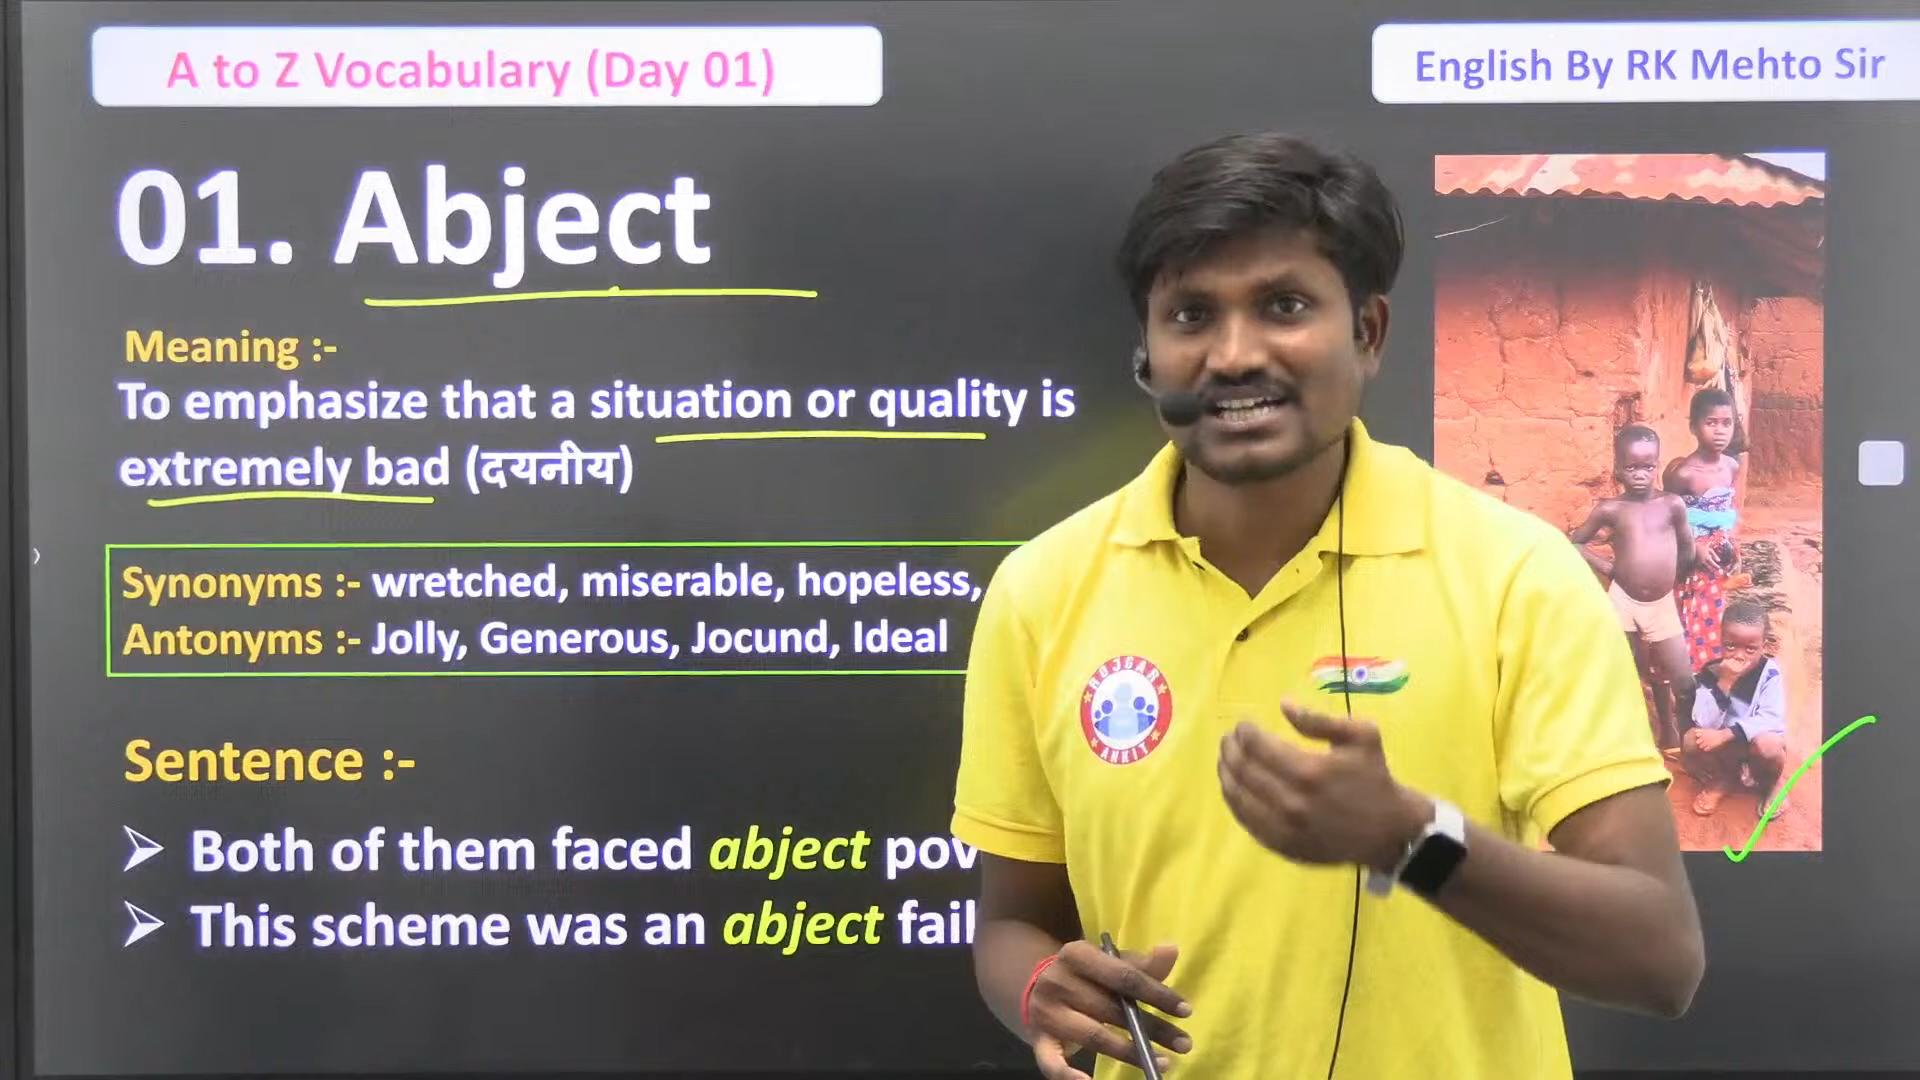 A to Z Vocabulary (Day 01)
English By RK Mehto Sir
01. Abject
Meaning :-
To emphasize that a situation or quality is
extremely bad (दयनीय)
Synonyms :- wretched, miserable, hopeless,
Antonyms :- Jolly, Generous, Jocund, Ideal
Sentence :-
Both of them faced abject
This scheme was an abject
ROJGAR
ANKIT